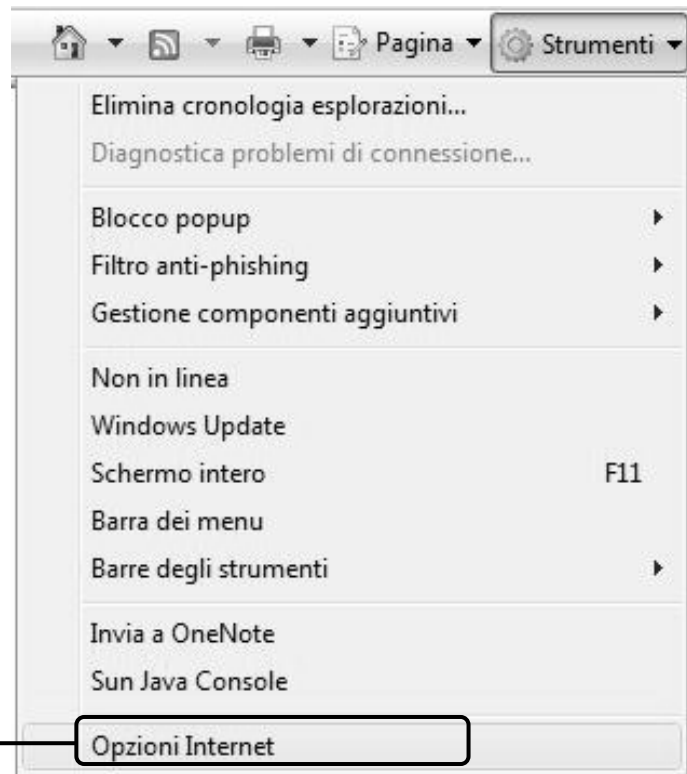 Pagina Strumenti
Elimina cronologia esplorazioni...
Diagnostica problemi di connessione...
Blocco popup
Filtro anti-phishing
Gestione componenti aggiuntivi
Non in linea
Windows Update
Schermo intero F11
Barra dei menu
Barre degli strumenti
Invia a OneNote
Sun Java Console
Opzioni Internet